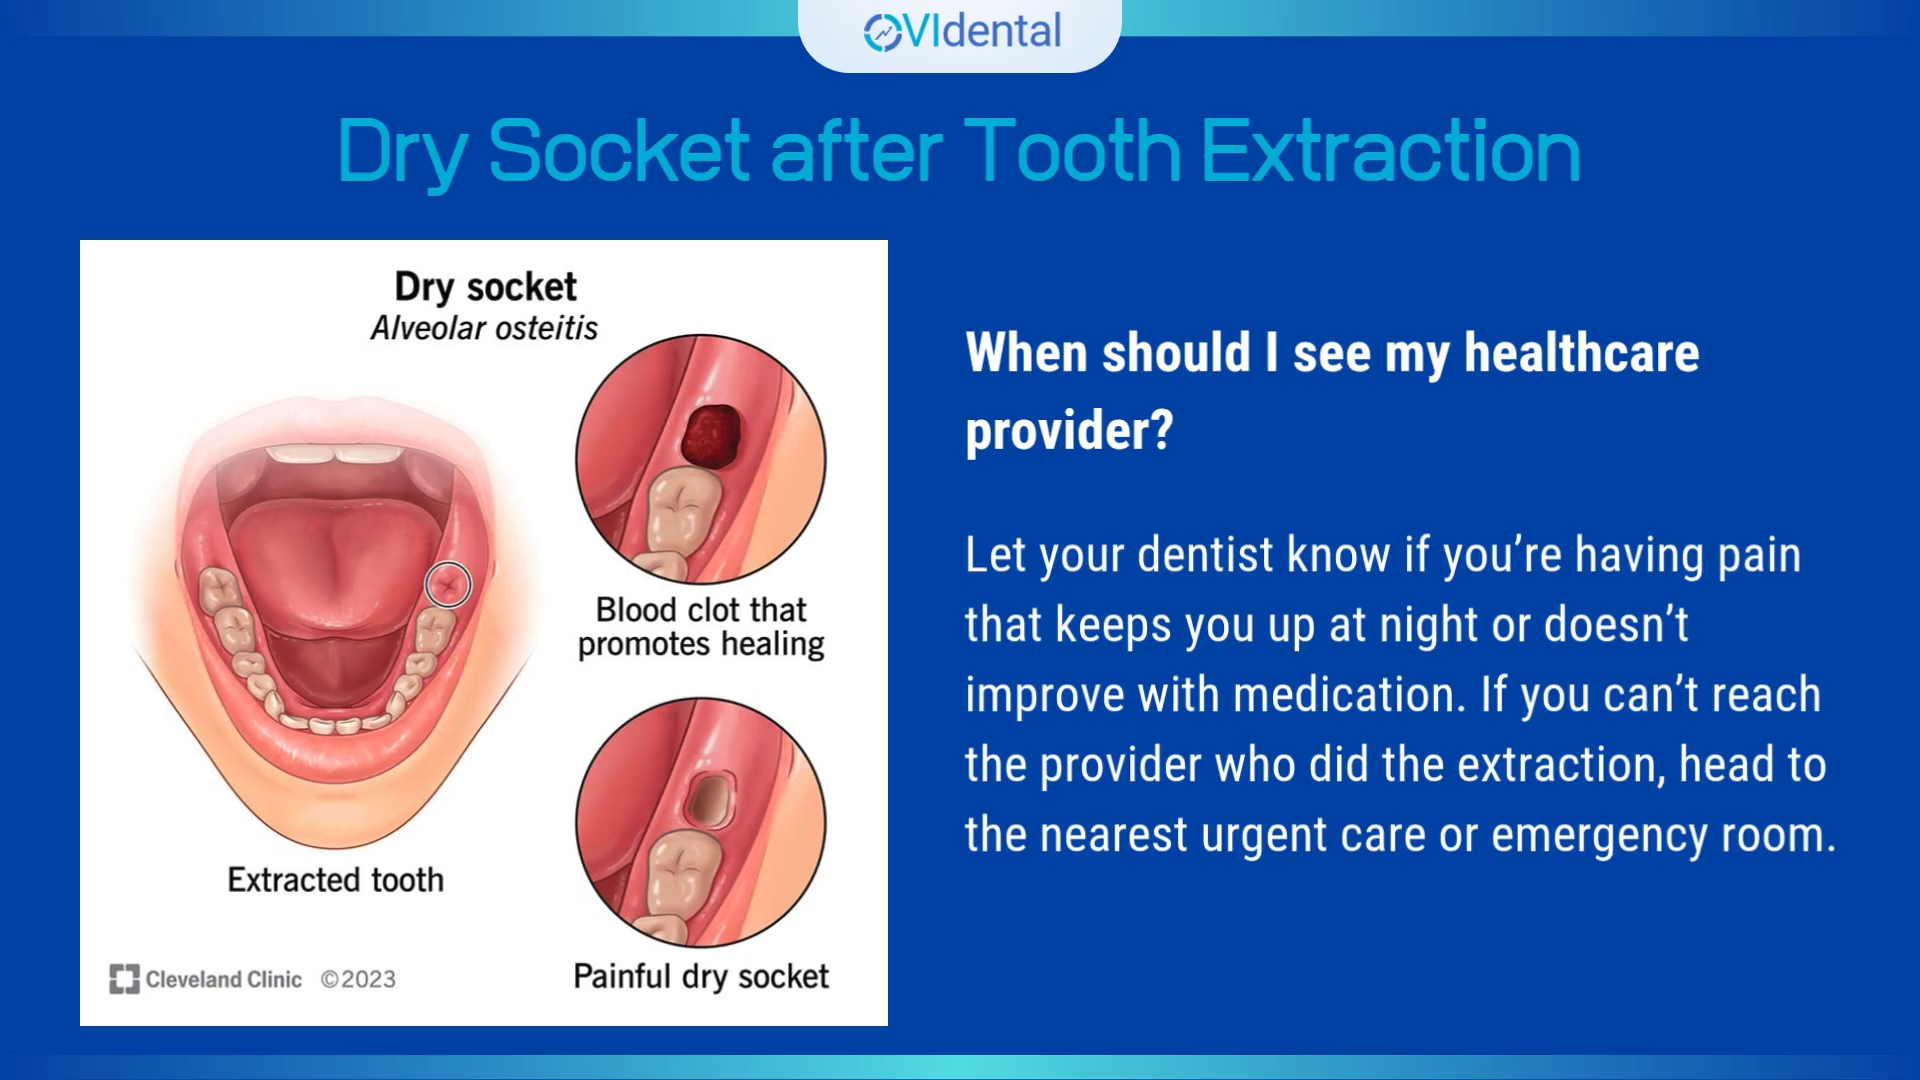 VIdental
Dry Socket after Tooth Extraction
Dry socket
Alveolar osteitis
Blood clot that
promotes healing
Extracted tooth
Painful dry socket
Cleveland Clinic ©2023
When should I see my healthcare
provider?
Let your dentist know if you’re having pain
that keeps you up at night or doesn’t
improve with medication. If you can’t reach
the provider who did the extraction, head to
the nearest urgent care or emergency room.